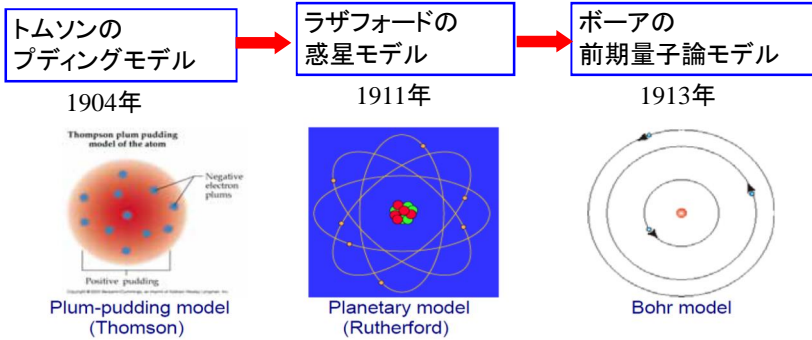 トムソンの
プディングモデル
ラザフォードの
惑星モデル
ボーアの
前期量子論モデル
1904年
1911年
1913年
Thompson plum pudding
model of the atom
Negative
electron
plums
Positive pudding
Plum-pudding model
(Thomson)
Planetary model
(Rutherford)
Bohr model